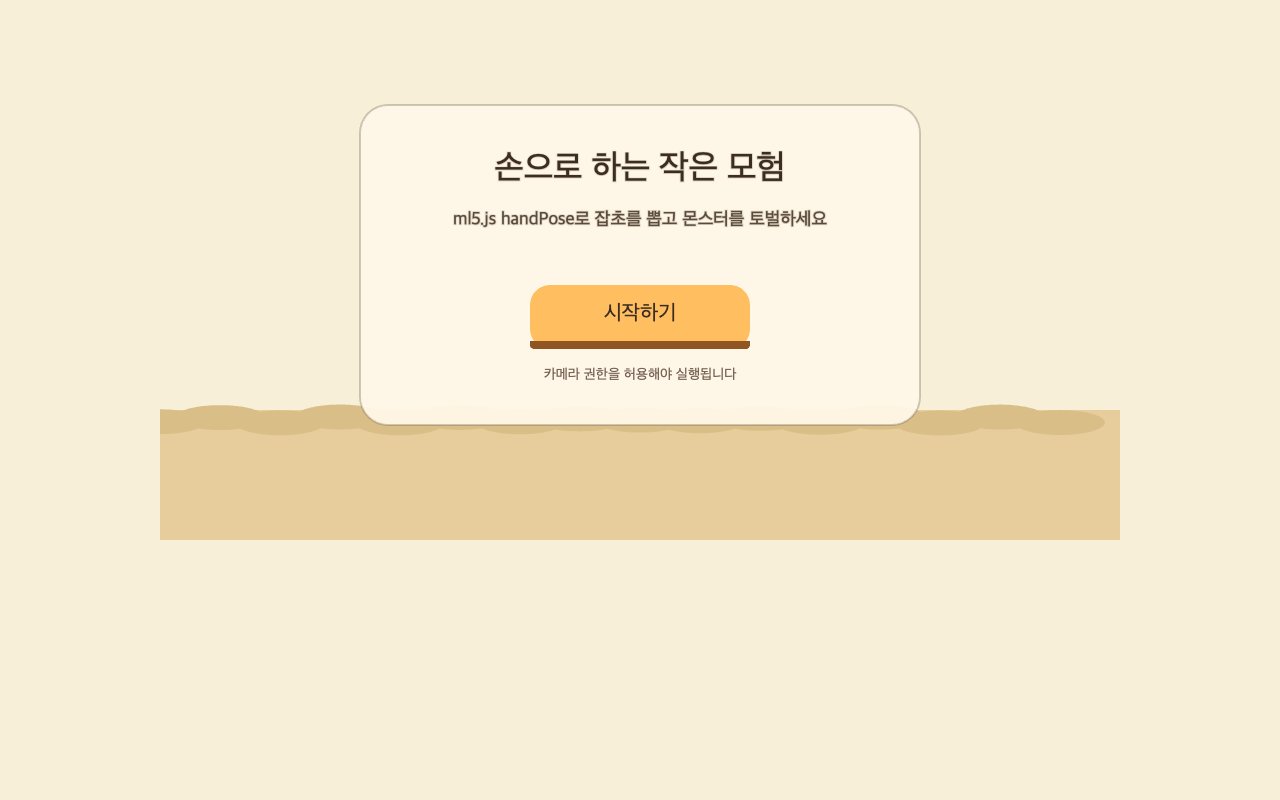 손으로 하는 작은 모험
ml5.js handPose로 잡초를 뽑고 몬스터를 토벌하세요
시작하기
카메라 권한을 허용해야 실행됩니다